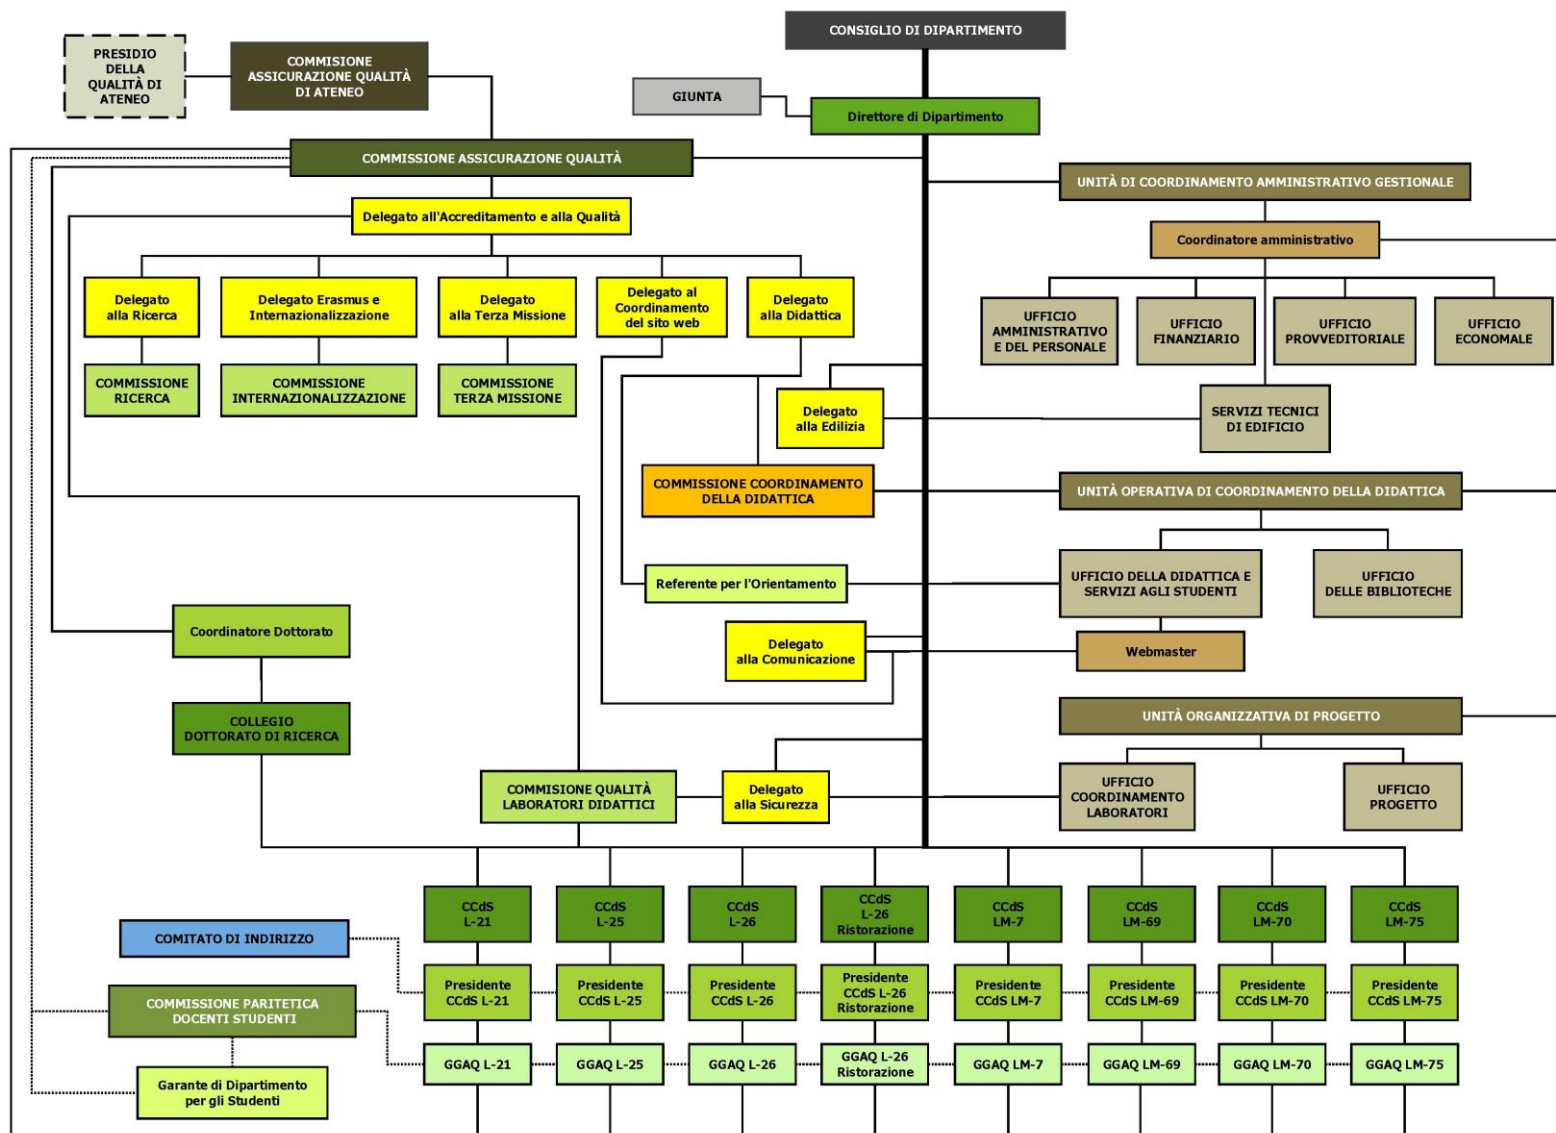 CONSIGLIO DI DIPARTIMENTO
PRESIDIO
DELLA
QUALITÀ DI
ATENEO
COMMISIONE
ASSICURAZIONE QUALITÀ
DI ATENEO
GIUNTA
Direttore di Dipartimento
COMMISSIONE ASSICURAZIONE QUALITÀ
UNITÀ DI COORDINAMENTO AMMINISTRATIVO GESTIONALE
Delegato all'Accreditamento e alla Qualità
Coordinatore amministrativo
Delegato
alla Ricerca
Delegato Erasmus e
Internazionalizzazione
Delegato
alla Terza Missione
Delegato al
Coordinamento
del sito web
Delegato
alla Didattica
UFFICIO
AMMINISTRATIVO
E DEL PERSONALE
UFFICIO
FINANZIARIO
UFFICIO
PROVVEDITORIALE
UFFICIO
ECONOMALE
COMMISSIONE
RICERCA
COMMISSIONE
INTERNAZIONALIZZAZIONE
COMMISSIONE
TERZA MISSIONE
Delegato
alla Edilizia
SERVIZI TECNICI
DI EDIFICIO
COMMISSIONE COORDINAMENTO
DELLA DIDATTICA
UNITÀ OPERATIVA DI COORDINAMENTO DELLA DIDATTICA
Referente per l'Orientamento
UFFICIO DELLA DIDATTICA E
SERVIZI AGLI STUDENTI
UFFICIO
DELLE BIBLIOTECHE
Coordinatore Dottorato
Delegato
alla Comunicazione
Webmaster
COLLEGIO
DOTTORATO DI RICERCA
UNITÀ ORGANIZZATIVA DI PROGETTO
COMMISIONE QUALITÀ
LABORATORI DIDATTICI
Delegato
alla Sicurezza
UFFICIO
COORDINAMENTO
LABORATORI
UFFICIO
PROGETTO
CCdS
L-21
CCdS
L-25
CCdS
L-26
CCdS
L-26
Ristorazione
CCdS
LM-7
CCdS
LM-69
CCdS
LM-70
CCdS
LM-75
COMITATO DI INDIRIZZO
Presidente
CCdS L-21
Presidente
CCdS L-25
Presidente
CCdS L-26
Presidente
CCdS L-26
Ristorazione
Presidente
CCdS LM-7
Presidente
CCdS LM-69
Presidente
CCdS LM-70
Presidente
CCdS LM-75
COMMISSIONE PARITETICA
DOCENTI STUDENTI
GGAQ L-21
GGAQ L-25
GGAQ L-26
GGAQ L-26
Ristorazione
GGAQ LM-7
GGAQ LM-69
GGAQ LM-70
GGAQ LM-75
Garante di Dipartimento
per gli Studenti